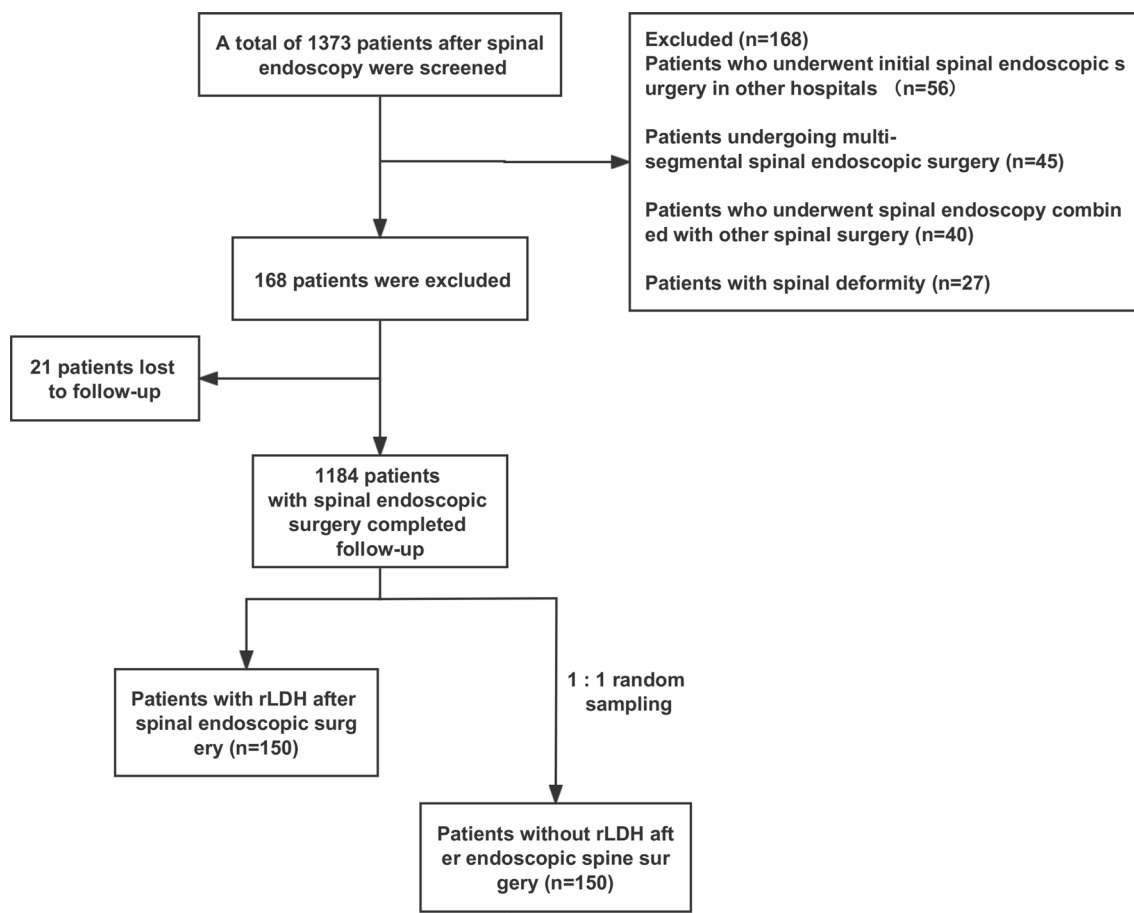 A total of 1373 patients after spinal
endoscopy were screened
Excluded (n=168)
Patients who underwent initial spinal endoscopic s
urgery in other hospitals （n=56）
Patients undergoing multi-
segmental spinal endoscopic surgery (n=45)
Patients who underwent spinal endoscopy combin
ed with other spinal surgery (n=40)
Patients with spinal deformity (n=27)
168 patients were excluded
21 patients lost
to follow-up
1184 patients
with spinal endoscopic
surgery completed
follow-up
Patients with rLDH after
spinal endoscopic surg
ery (n=150)
1 : 1 random
sampling
Patients without rLDH aft
er endoscopic spine sur
gery (n=150)